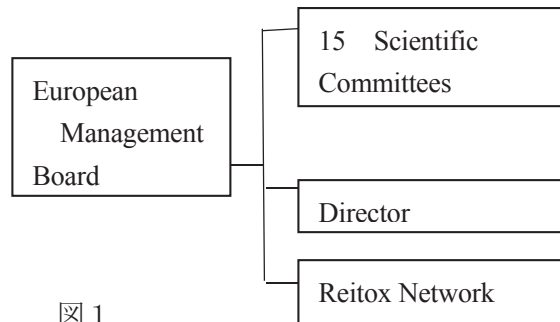 European
Management
Board
15 Scientific
Committees
Director
Reitox Network
図 1